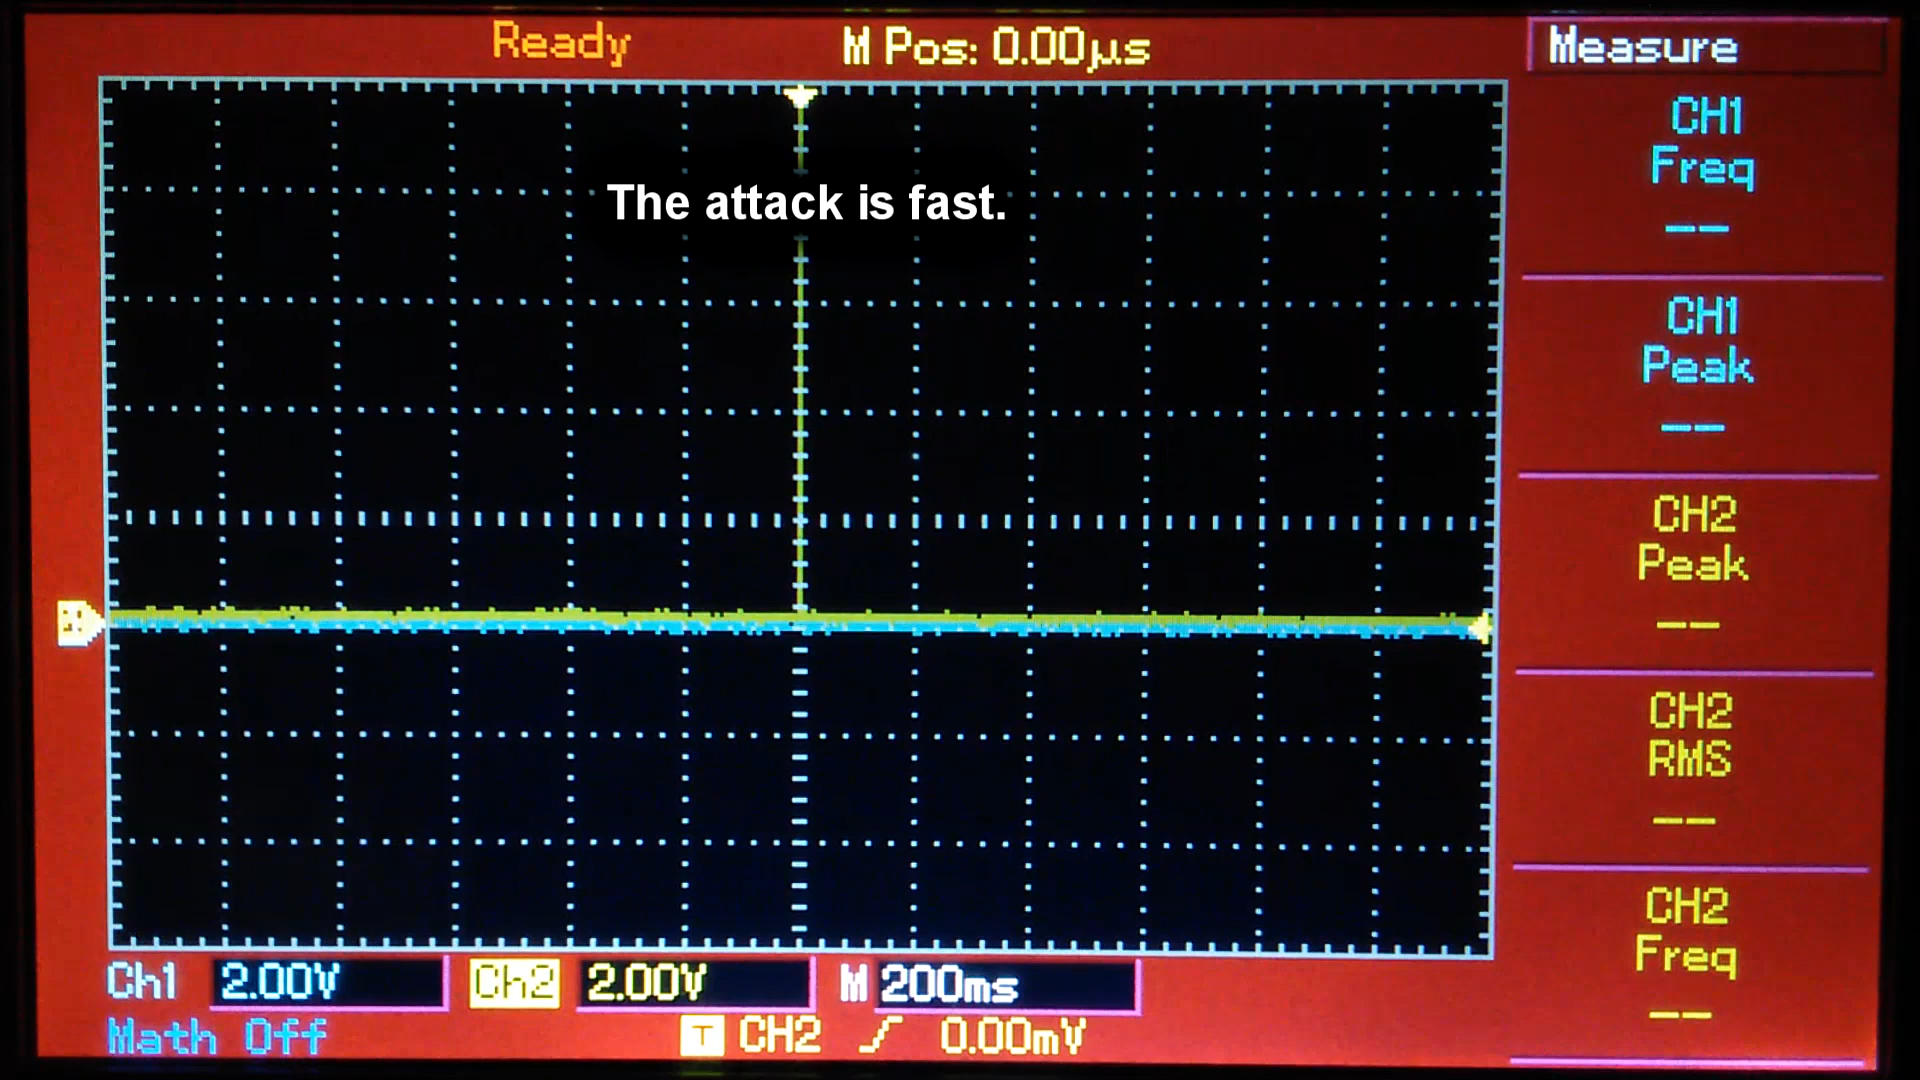 Ready
M Pos: 0.00µs
Measure
The attack is fast.
CH1
Freq
--
CH1
Peak
--
CH2
Peak
--
CH2
RMS
--
CH2
Freq
--
Ch1 2.00V Ch2 2.00V M 200ms
Math Off T CH2 0.00mV